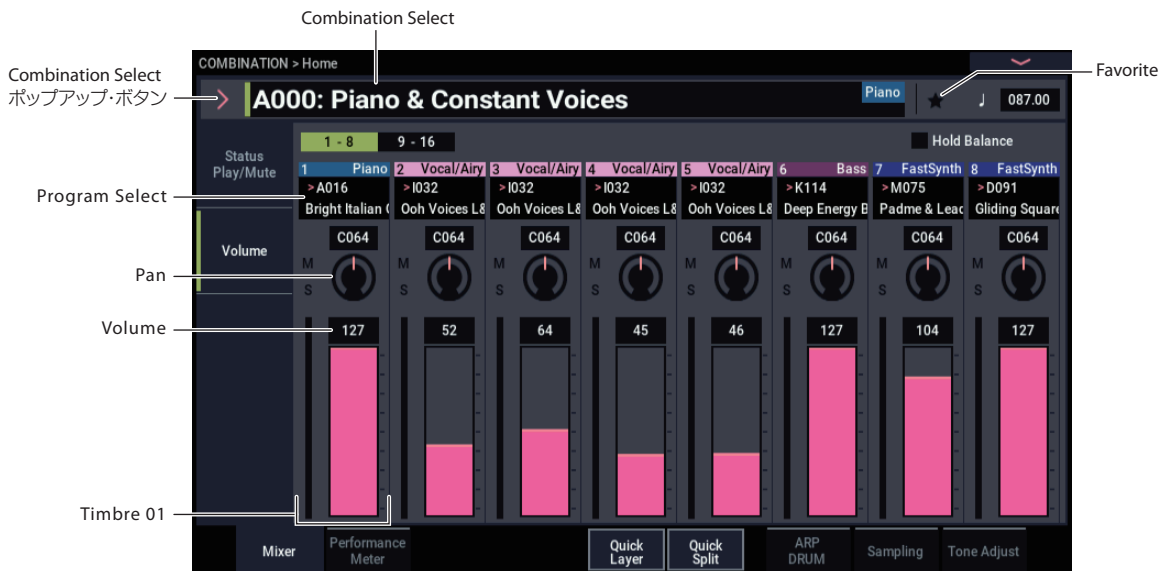 Combination Select
Combination Select
ポップアップ・ボタン
Favorite
COMBINATION > Home
A000: Piano & Constant Voices
Piano
♩ 087.00
1 - 8
9 - 16
Hold Balance
Status
Play/Mute
Volume
Program Select
Pan
Volume
Timbre 01
1 Piano
>A016
Bright Italian
C064
M
S
127
2 Vocal/Airy
>I032
Ooh Voices L&
C064
M
S
52
3 Vocal/Airy
>I032
Ooh Voices L&
C064
M
S
64
4 Vocal/Airy
>I032
Ooh Voices L&
C064
M
S
45
5 Vocal/Airy
>I032
Ooh Voices L&
C064
M
S
46
6 Bass
>K114
Deep Energy B
C064
M
S
127
7 FastSynth
>M075
Padme & Lead
C064
M
S
104
8 FastSynth
>D091
Gliding Square
C064
M
S
127
Mixer
Performance
Meter
Quick
Layer
Quick
Split
ARP
DRUM
Sampling
Tone Adjust